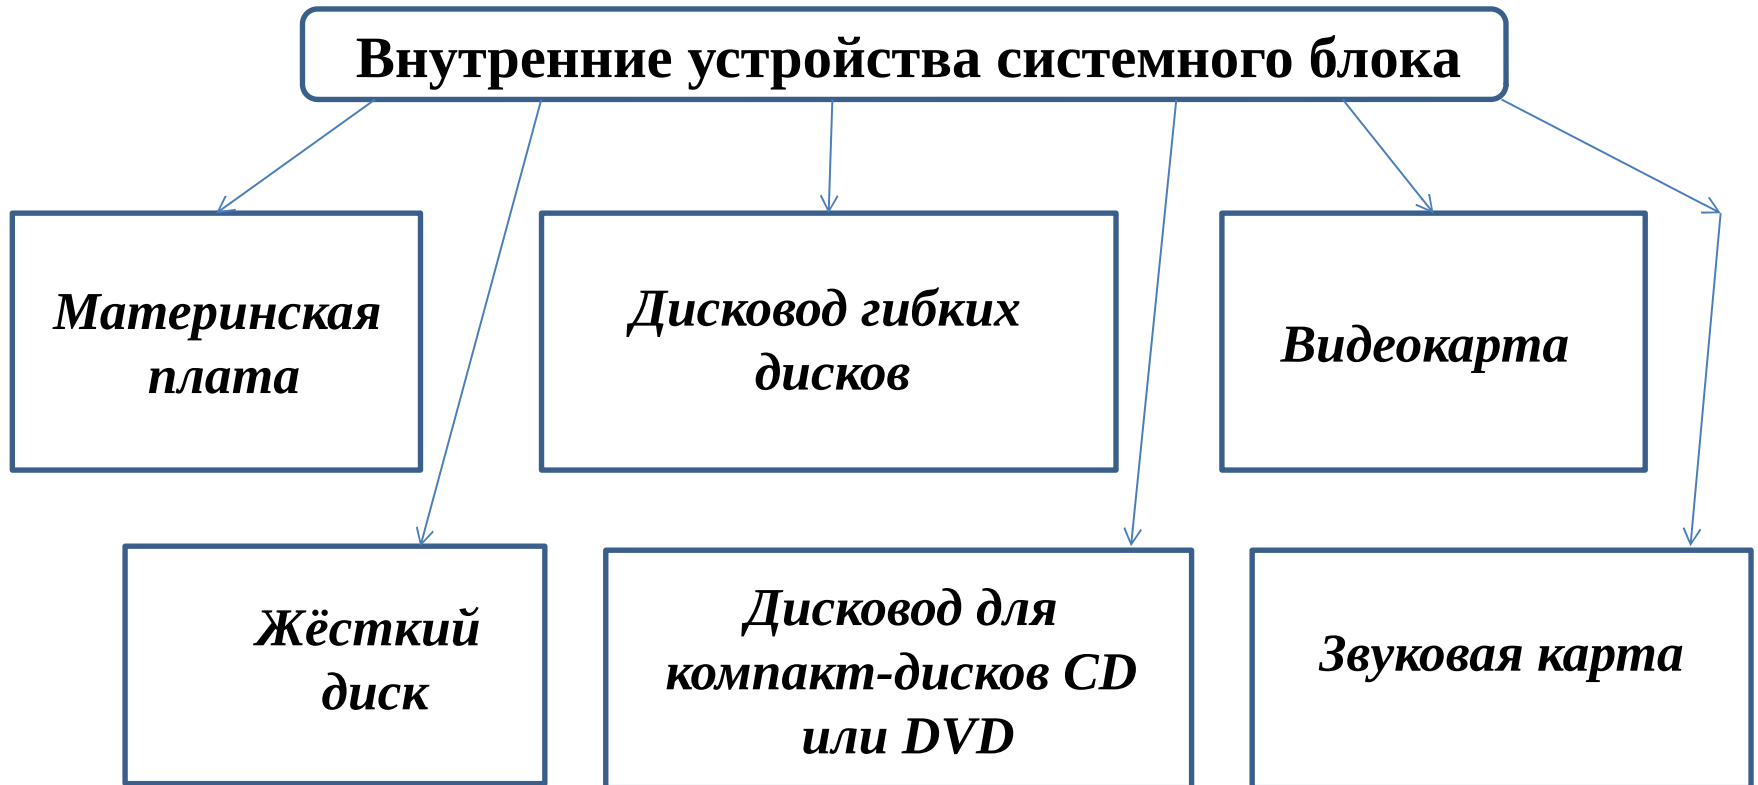 Внутренние устройства системного блока
Материнская
плата
Дисковод гибких
дисков
Видеокарта
Жёсткий
диск
Дисковод для
компакт-дисков CD
или DVD
Звуковая карта